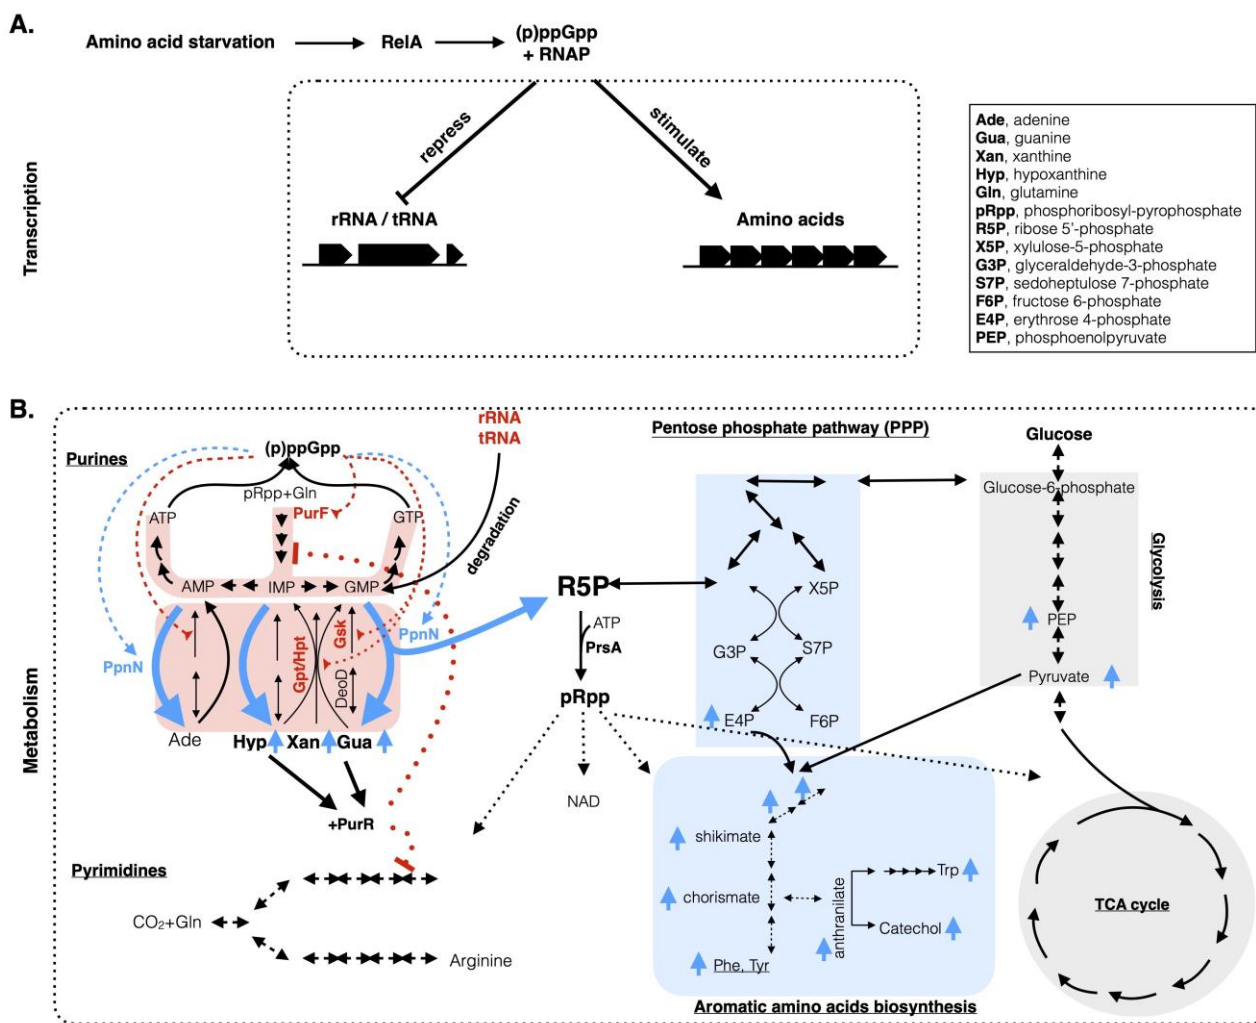 A.
Amino acid starvation
RelA
(p)ppGpp
+ RNAP
repress
stimulate
rRNA / tRNA
Amino acids
Transcription
Ade, adenine
Gua, guanine
Xan, xanthine
Hyp, hypoxanthine
Gln, glutamine
pRpp, phosphoribosyl-pyrophosphate
R5P, ribose 5'-phosphate
X5P, xylulose-5-phosphate
G3P, glyceraldehyde-3-phosphate
S7P, sedoheptulose 7-phosphate
F6P, fructose 6-phosphate
E4P, erythrose 4-phosphate
PEP, phosphoenolpyruvate
B.
Metabolism
Purines
(p)ppGpp
rRNA
tRNA
pRpp+Gln
PurF
ATP
GTP
degradation
AMP
IMP
GMP
PpnN
PpnN
Gpt/Hpt
Gsk
DeoD
Ade
Hyp
Xan
Gua
+PurR
R5P
ATP
PrsA
pRpp
NAD
Pyrimidines
CO2+Gln
Arginine
Pentose phosphate pathway (PPP)
X5P
G3P
S7P
E4P
F6P
Glucose
Glucose-6-phosphate
Glycolysis
PEP
Pyruvate
TCA cycle
shikimate
chorismate
Phe, Tyr
anthranilate
Trp
Catechol
Aromatic amino acids biosynthesis